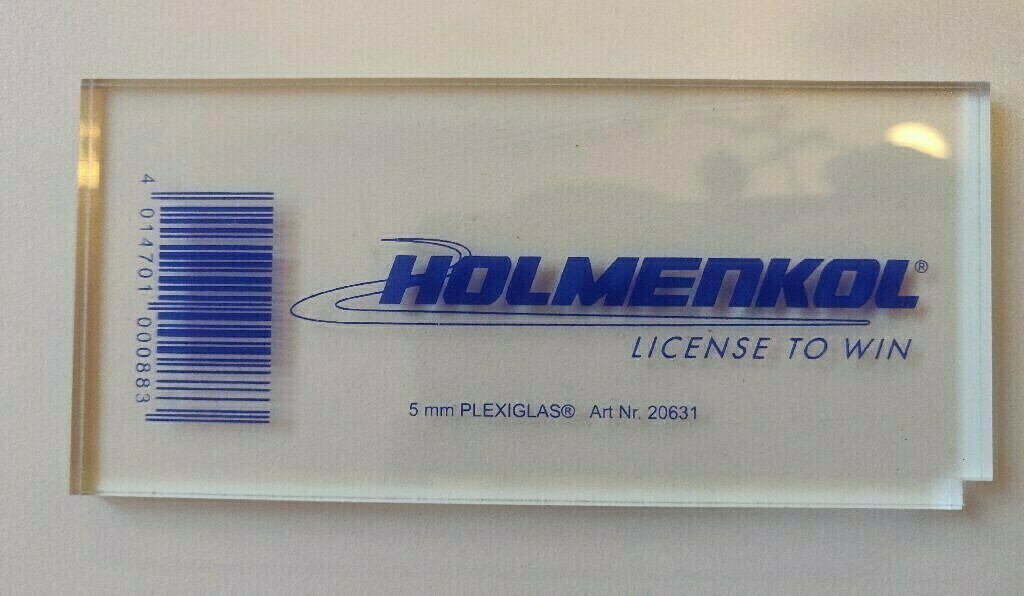 4 014701 000883
HOLMENKOL®
LICENSE TO WIN
5 mm PLEXIGLAS® Art Nr. 20631